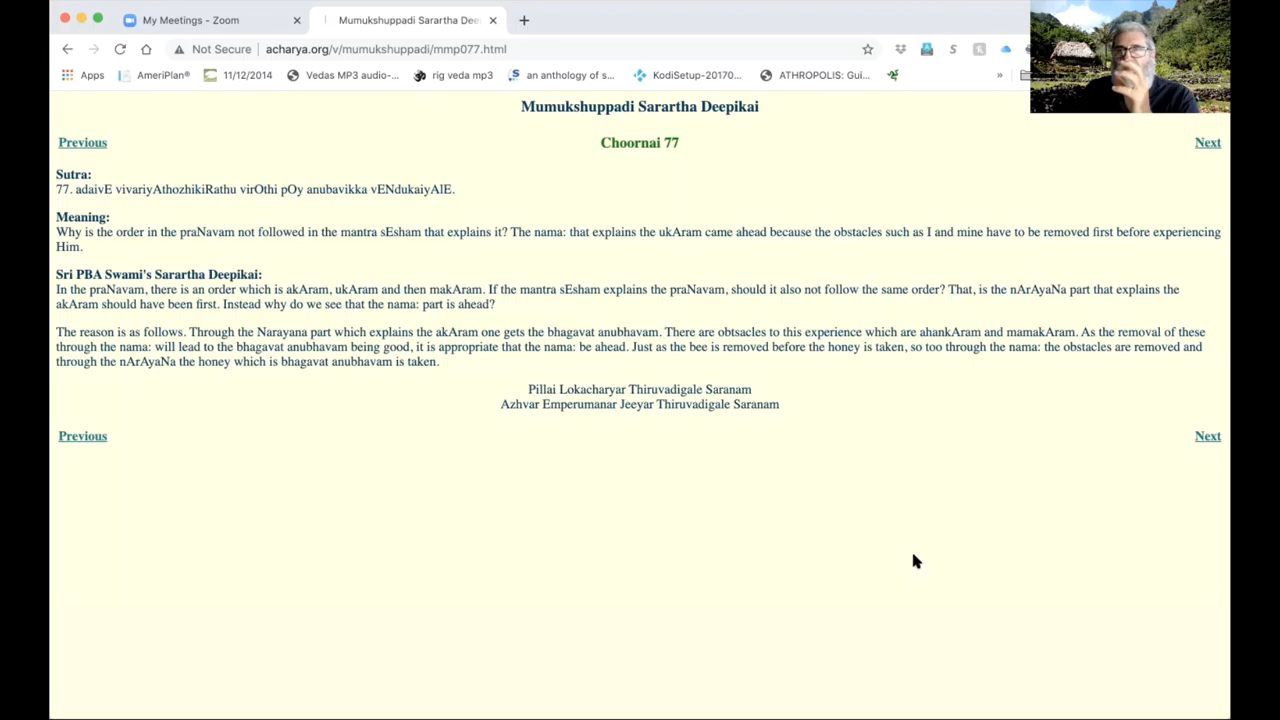 My Meetings - Zoom
Mumukshuppadi Sarartha Dee
Not Secure
acharya.org/v/mumukshuppadi/mmp077.html
Apps
AmeriPlan®
11/12/2014
Vedas MP3 audio-...
rig veda mp3
an anthology of s...
KodiSetup-20170...
ATHROPOLIS: Gui...
»
Mumukshuppadi Sarartha Deepikai
Previous
Choornai 77
Next
Sutra:
77. adaivE vivariyAthozhikiRathu virOthi pOy anubavikka vENdukaiyAlE.
Meaning:
Why is the order in the praNavam not followed in the mantra sEsham that explains it? The nama: that explains the ukAram came ahead because the obstacles such as I and mine have to be removed first before experiencing
Him.
Sri PBA Swami's Sarartha Deepikai:
In the praNavam, there is an order which is akAram, ukAram and then makAram. If the mantra sEsham explains the praNavam, should it also not follow the same order? That, is the nArAyaNa part that explains the
akAram should have been first. Instead why do we see that the nama: part is ahead?
The reason is as follows. Through the Narayana part which explains the akAram one gets the bhagavat anubhavam. There are obtsacles to this experience which are ahankAram and mamakAram. As the removal of these
through the nama: will lead to the bhagavat anubhavam being good, it is appropriate that the nama: be ahead. Just as the bee is removed before the honey is taken, so too through the nama: the obstacles are removed and
through the nArAyaNa the honey which is bhagavat anubhavam is taken.
Pillai Lokacharyar Thiruvadigale Saranam
Azhvar Emperumanar Jeeyar Thiruvadigale Saranam
Previous
Next